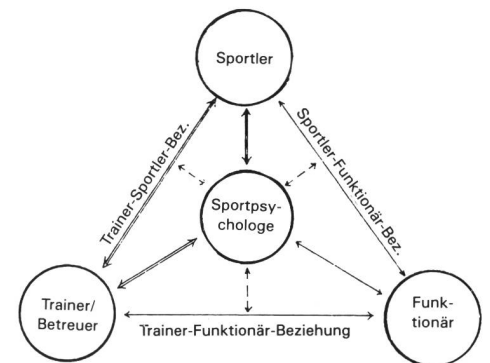 Sportler
Trainer-Sportler-Bez.
Sportler-Funktionär-Bez.
Sportpsy-
chologe
Trainer/
Betreuer
Funk-
tionär
Trainer-Funktionär-Beziehung